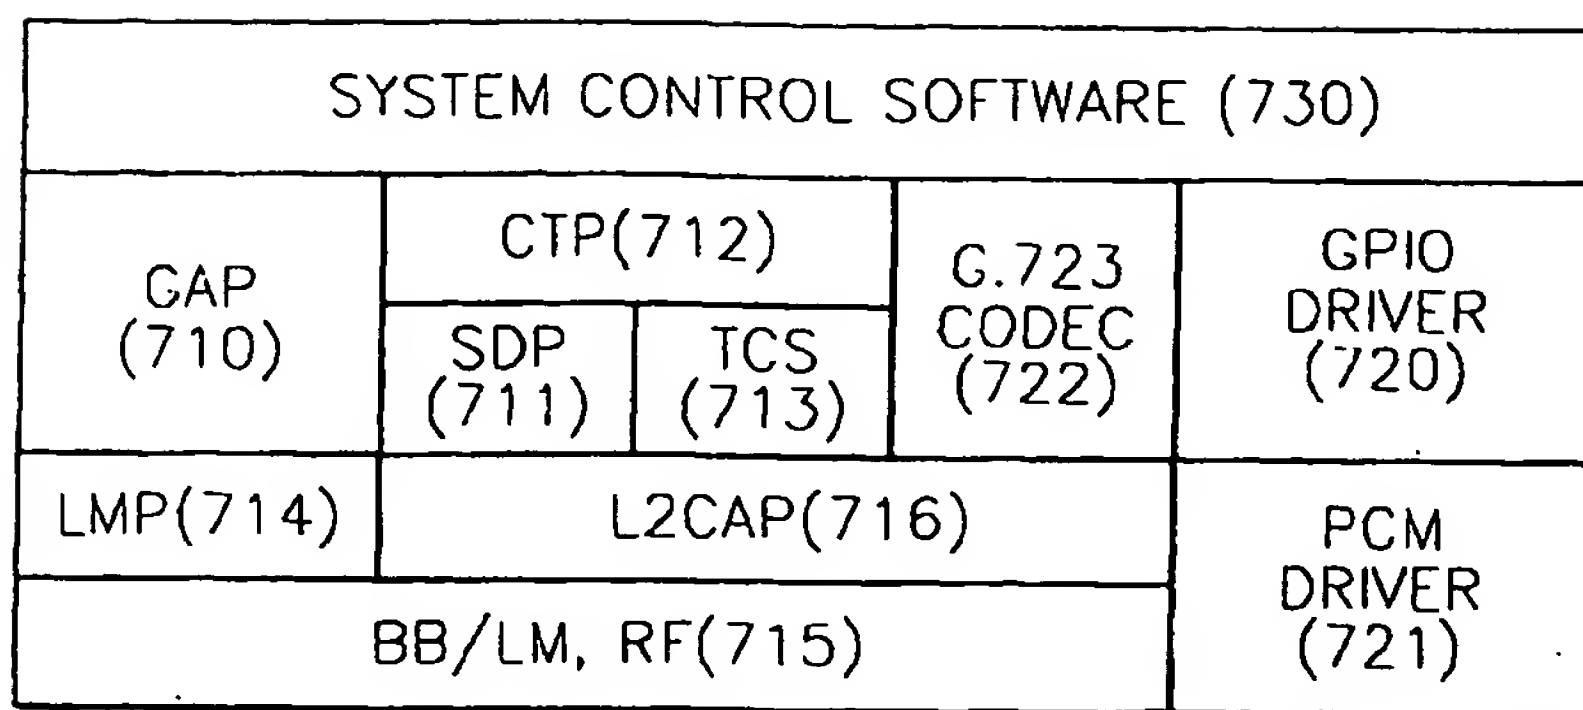 SYSTEM CONTROL SOFTWARE (730)
GAP
(710)
CTP(712)
SDP
(711)
TCS
(713)
G.723
CODEC
(722)
GPIO
DRIVER
(720)
LMP(714)
L2CAP(716)
PCM
DRIVER
(721)
BB/LM, RF(715)